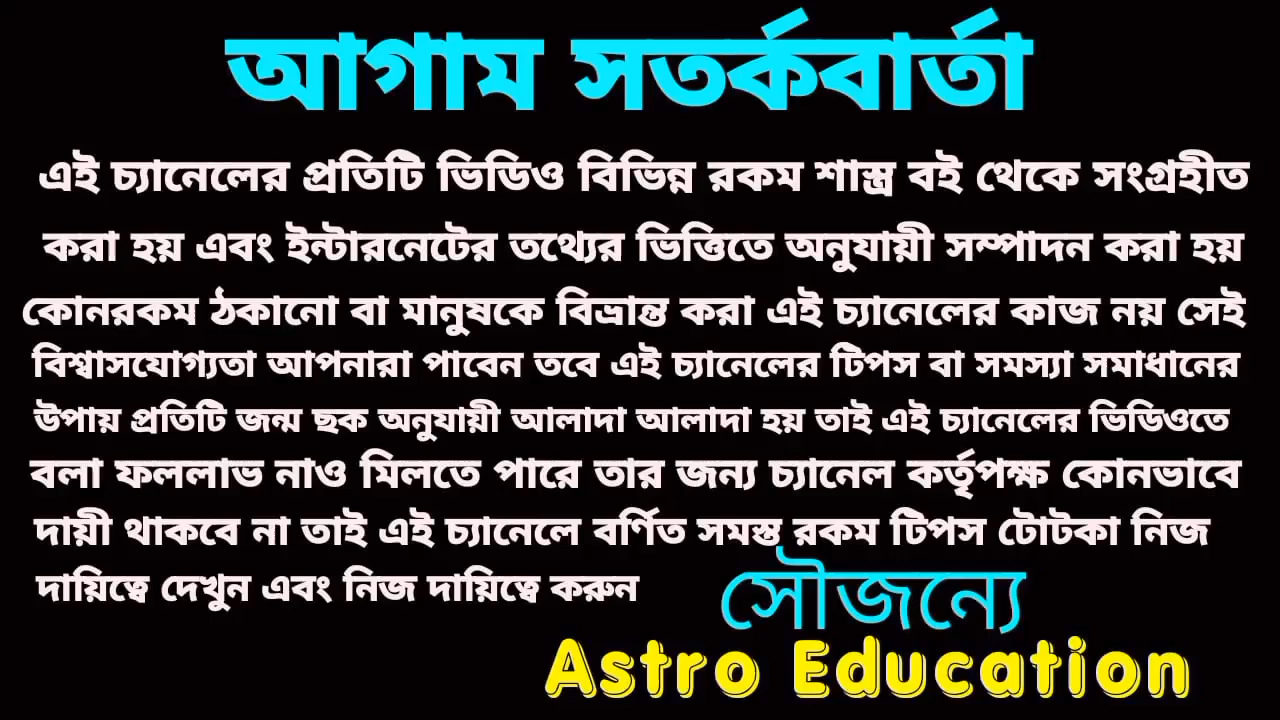 আগাম সতর্কবার্তা
এই চ্যানেলের প্রতিটি ভিডিও বিভিন্ন রকম শাস্ত্র বই থেকে সংগ্রহীত
করা হয় এবং ইন্টারনেটের তথ্যের ভিত্তিতে অনুযায়ী সম্পাদন করা হয়
কোনরকম ঠকানো বা মানুষকে বিভ্রান্ত করা এই চ্যানেলের কাজ নয় সেই
বিশ্বাসযোগ্যতা আপনারা পাবেন তবে এই চ্যানেলের টিপস বা সমস্যা সমাধানের
উপায় প্রতিটি জন্ম ছক অনুযায়ী আলাদা আলাদা হয় তাই এই চ্যানেলের ভিডিওতে
বলা ফললাভ নাও মিলতে পারে তার জন্য চ্যানেল কর্তৃপক্ষ কোনভাবে
দায়ী থাকবে না তাই এই চ্যানেলে বর্ণিত সমস্ত রকম টিপস টোটকা নিজ
দায়িত্বে দেখুন এবং নিজ দায়িত্বে করুন
সৌজন্যে
Astro Education